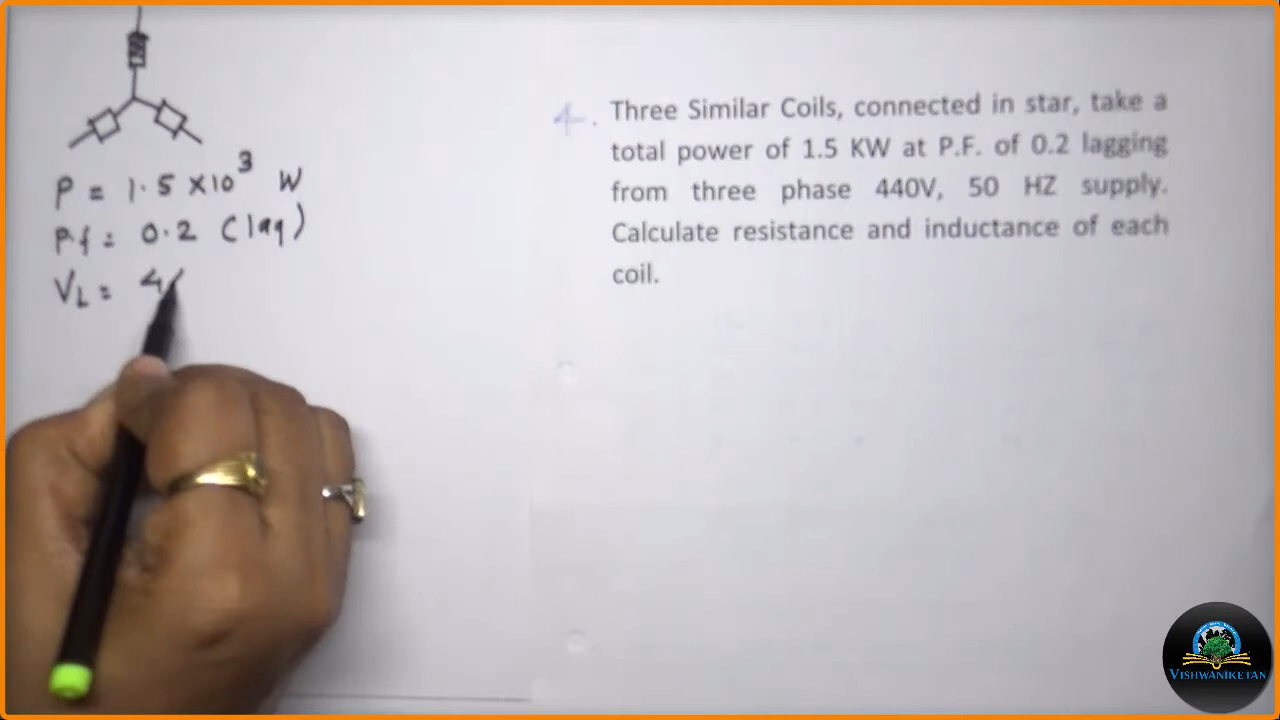 P = 1.5 X10³ W
Pf = 0.2 (lag)
VL = 4
4. Three Similar Coils, connected in star, take a
total power of 1.5 KW at P.F. of 0.2 lagging
from three phase 440V, 50 HZ supply.
Calculate resistance and inductance of each
coil.
VISHWANIKETAN